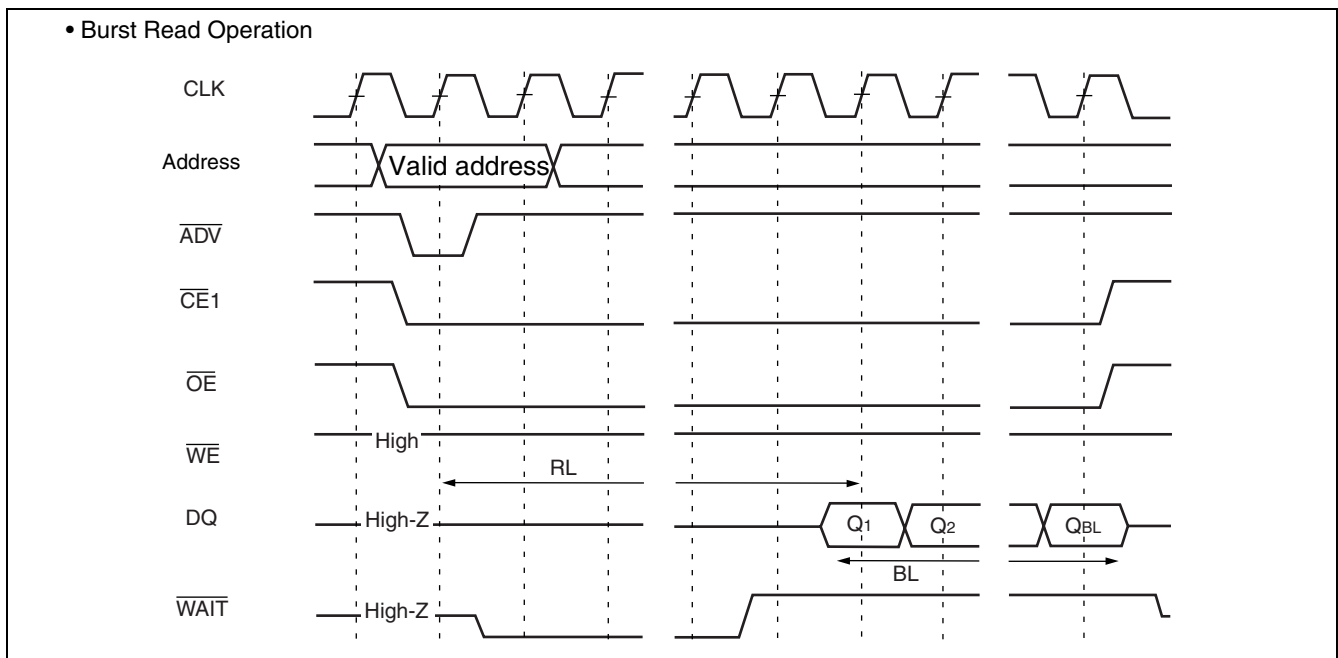 • Burst Read Operation
CLK
Address
Valid address
ADV
CE1
OE
WE
High
RL
DQ
High-Z
Q1
Q2
QBL
BL
WAIT
High-Z